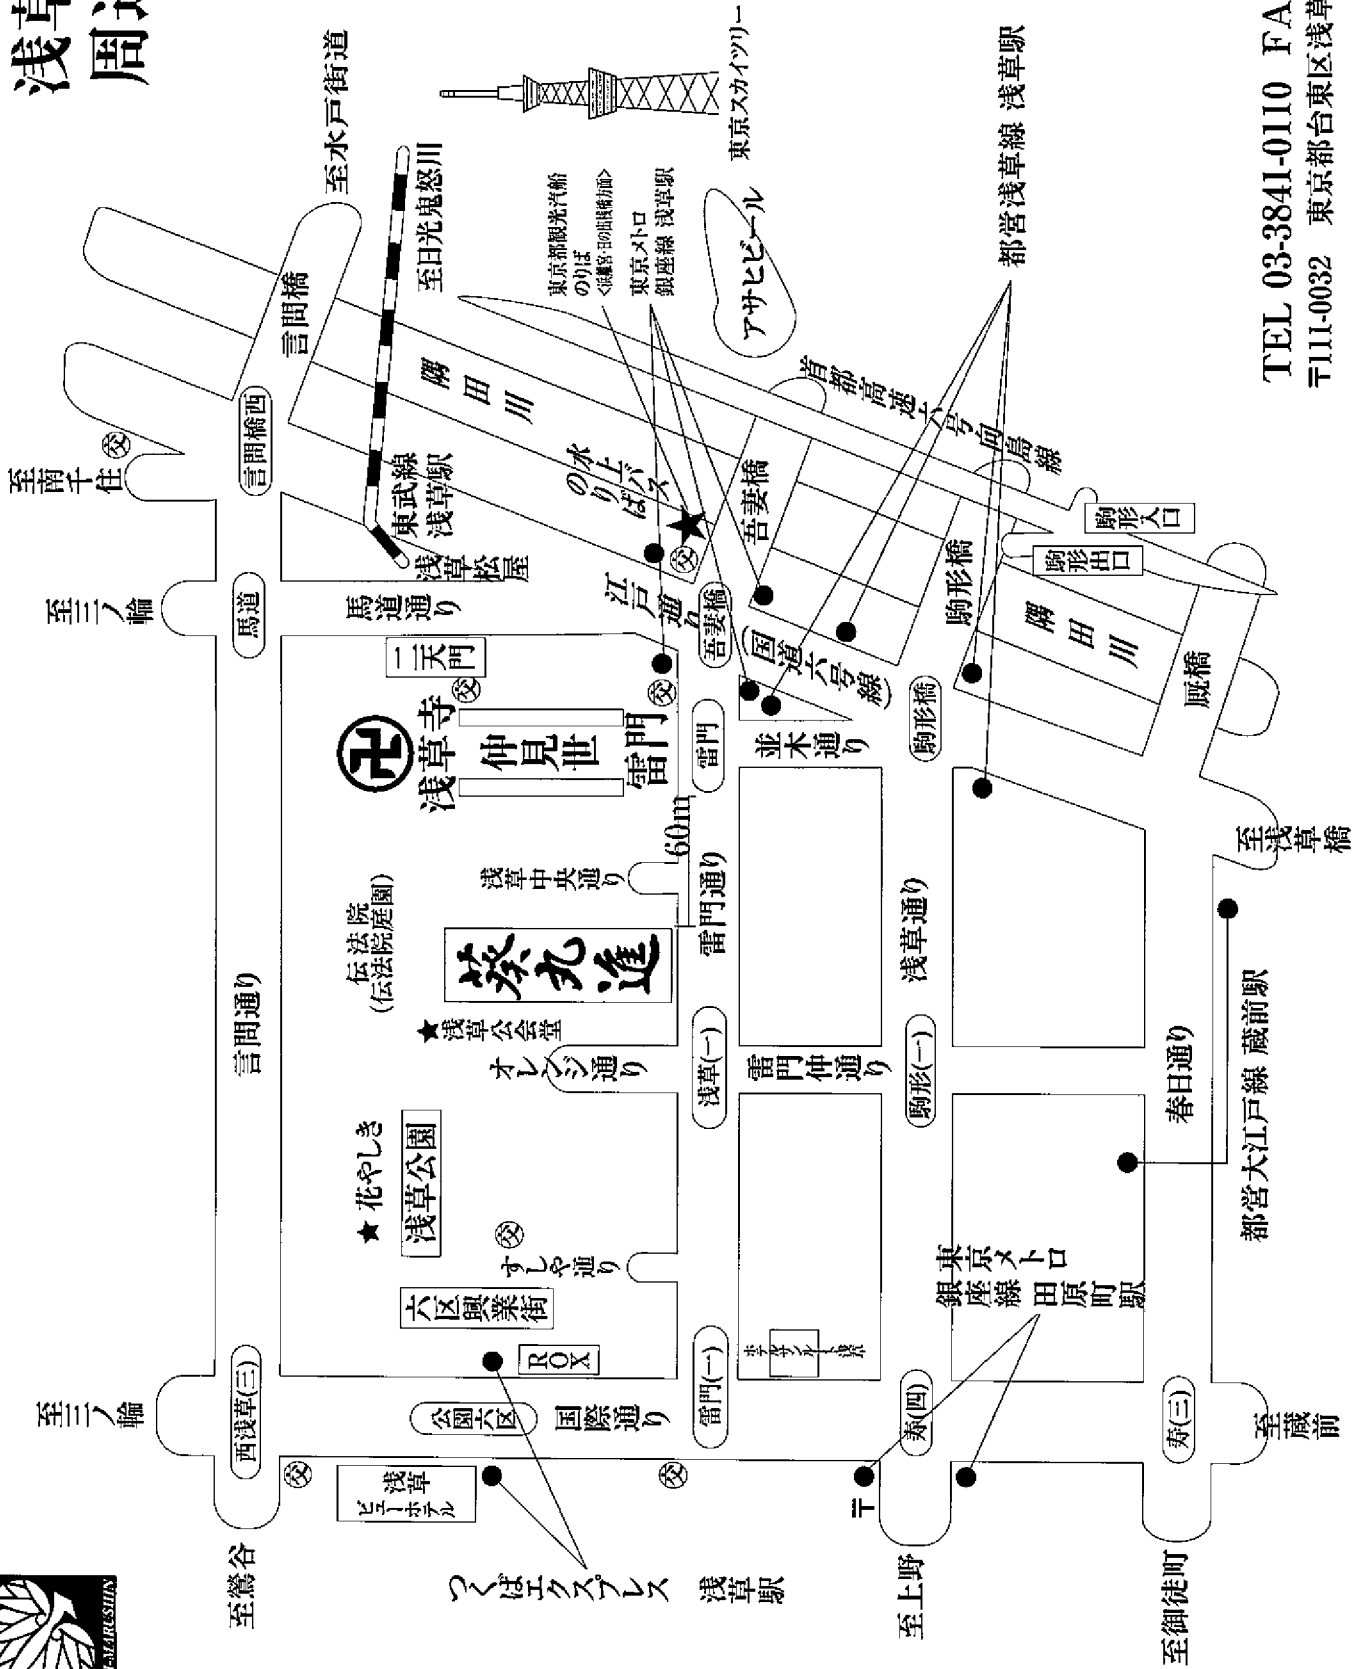 浅草
周辺
至水戸街道
至日光鬼怒川
言問橋
言問橋西
至南千住
交
隅田川
東武線
浅草駅
浅草松屋
水上バス
のりば
東京都観光汽船
のりば
東京メトロ
銀座線 浅草駅
東京スカイツリー
アサヒビール
都営浅草線 浅草駅
首都高速六号向島線
吾妻橋
交
江戸通り
吾妻橋
(国道六号線)
駒形橋
駒形入口
駒形出口
隅田川
厩橋
至三ノ輪
馬道
馬道通り
二天門
交
浅草寺
仲見世
雷門
交
雷門
並木通り
駒形橋
至浅草橋
60m
浅草中央通り
雷門通り
浅草通り
伝法院
(伝法院庭園)
葵丸進
浅草公会堂
オレンジ通り
浅草(一)
雷門仲通り
駒形(一)
春日通り
都営大江戸線 蔵前駅
言問通り
花やしき
浅草公園
交
すしや通り
六区興業街
ROX
東京メトロ
銀座線 田原町駅
至三ノ輪
西浅草(三)
公園六区
国際通り
雷門(一)
寿(四)
寿(三)
至蔵前
交
浅草
ビューホテル
交
〒
至鶯谷
つくばエクスプレス 浅草駅
至上野
至御徒町
TEL 03-3841-0110 FA
〒111-0032 東京都台東区浅草